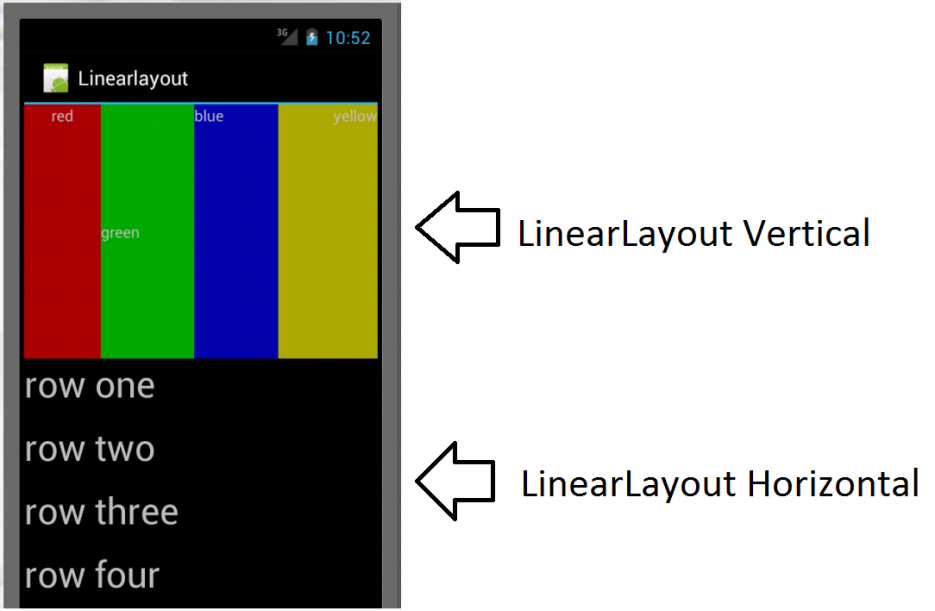 3G 10:52
Linearlayout
red blue yellow
green
LinearLayout Vertical
row one
row two
row three
row four
LinearLayout Horizontal